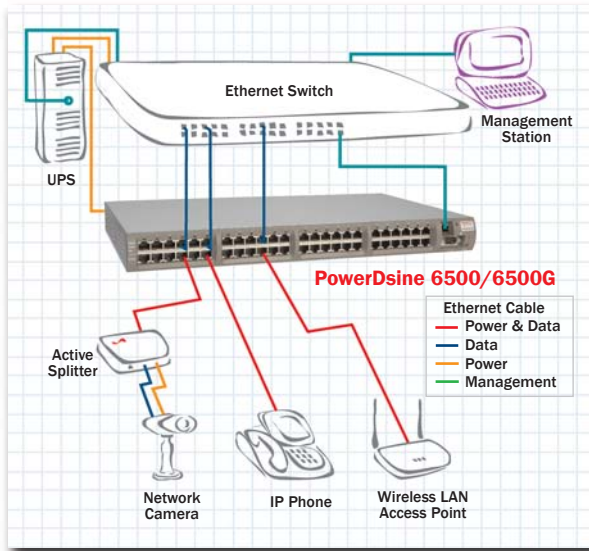 Ethernet Switch
Management
Station
UPS
PowerDsine 6500/6500G
Ethernet Cable
Power & Data
Data
Power
Management
Active
Splitter
Network
Camera
IP Phone
Wireless LAN
Access Point